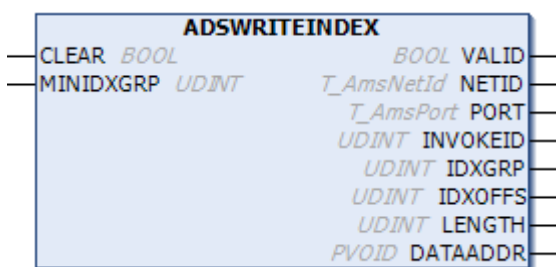 ADSWRITEINDEX
CLEAR BOOL BOOL VALID
MINIDXGRP UDINT T_AmsNetId NETID
T_AmsPort PORT
UDINT INVOKEID
UDINT IDXGRP
UDINT IDXOFFS
UDINT LENGTH
PVOID DATAADDR